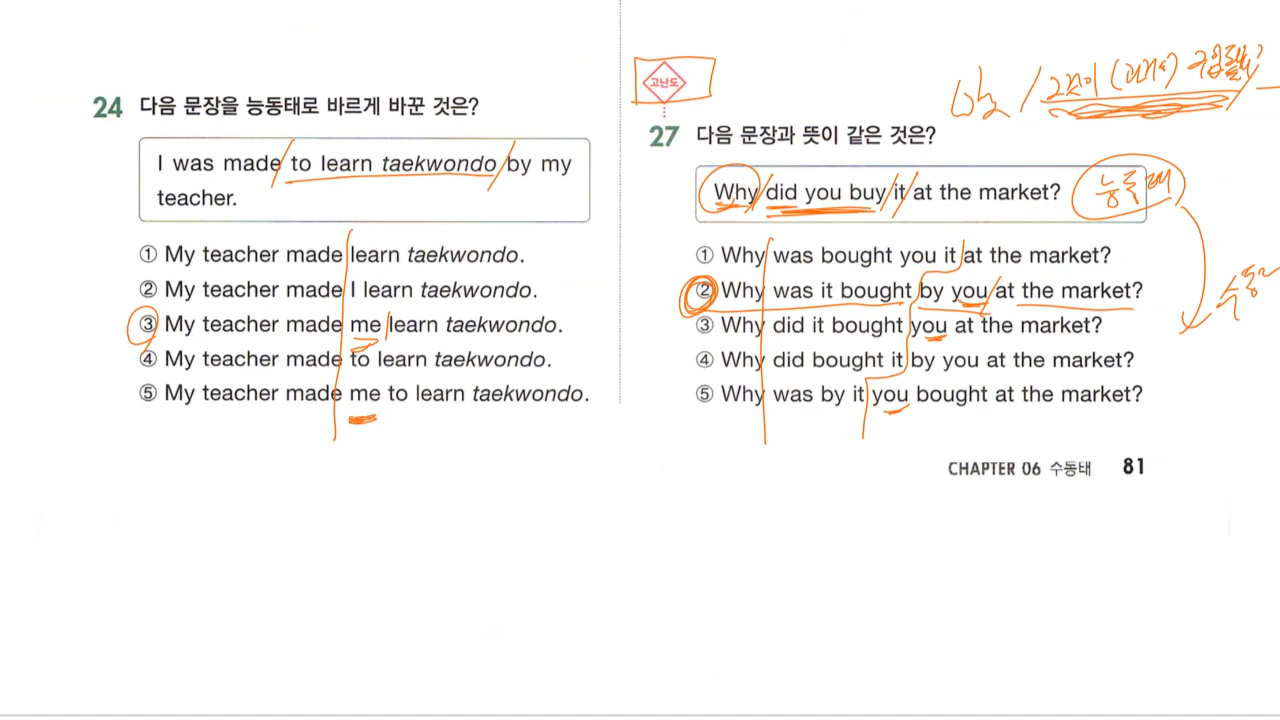 24 다음 문장을 능동태로 바르게 바꾼 것은?
I was made to learn taekwondo by my
teacher.
① My teacher made learn taekwondo.
② My teacher made I learn taekwondo.
③ My teacher made me learn taekwondo.
④ My teacher made to learn taekwondo.
⑤ My teacher made me to learn taekwondo.
고난도
왜 / 그것이 (과거)
27 다음 문장과 뜻이 같은 것은?
Why did you buy it at the market?
능동태
① Why was bought you it at the market?
② Why was it bought by you at the market?
③ Why did it bought you at the market?
④ Why did bought it by you at the market?
⑤ Why was by it you bought at the market?
CHAPTER 06 수동태 81